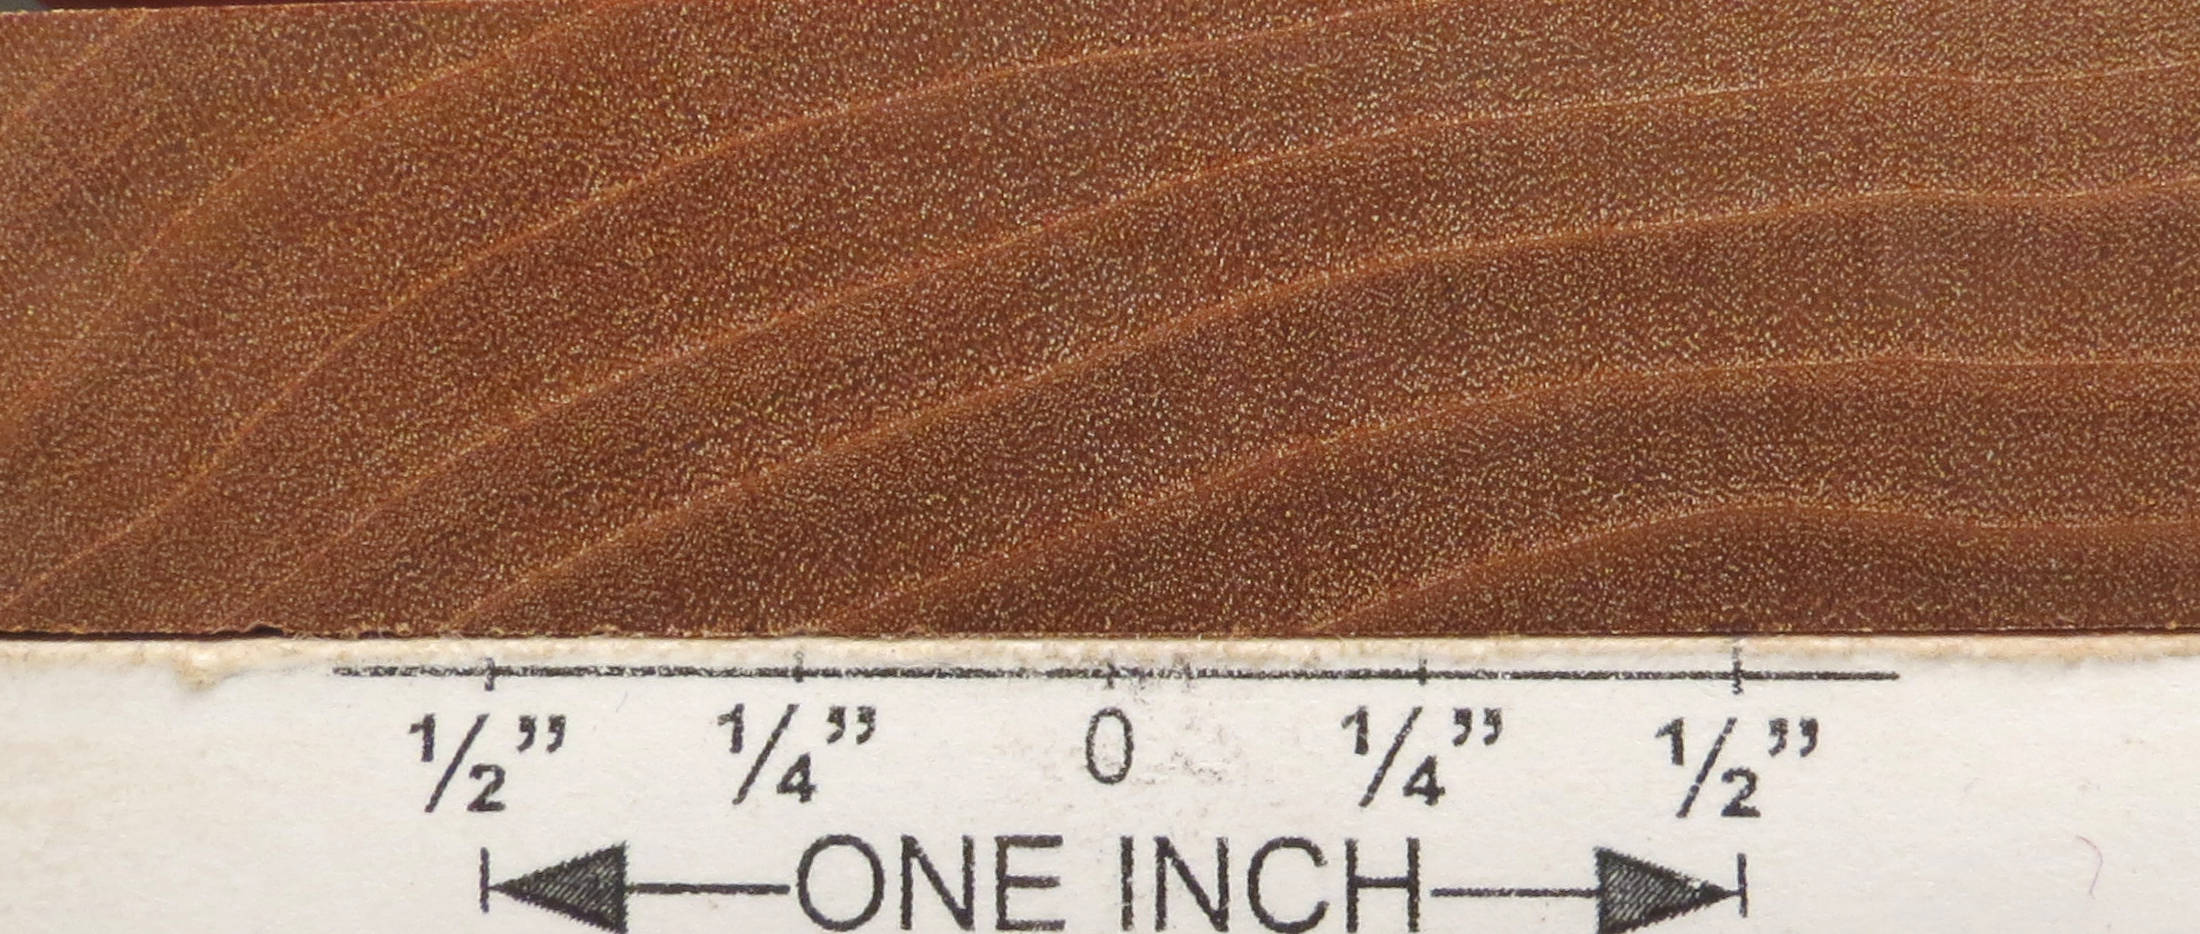 1/2” 1/4” 0 1/4” 1/2”
ONE INCH